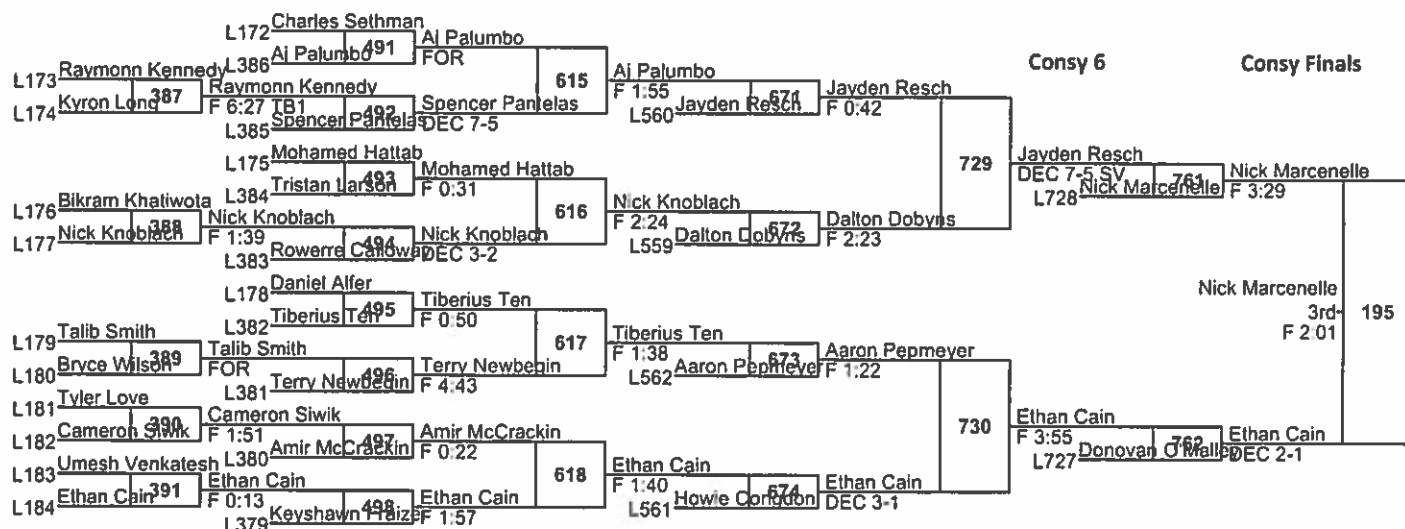 L172 Charles Sethman
491
L386 Aj Palumbo
Aj Palumbo
FOR
615
Aj Palumbo
F 1:55
Consy 6
Consy Finals
L173 Raymonn Kennedy
387
L174 Kyron Long
Raymonn Kennedy
F 6:27 TB1
492
L385 Spencer Pantelas
Spencer Pantelas
DEC 7-5
671
L560 Jayden Resch
Jayden Resch
F 0:42
L175 Mohamed Hattab
493
L384 Tristan Larson
Mohamed Hattab
F 0:31
729
Jayden Resch
DEC 7-5 SV
761
L728 Nick Marcenelle
Nick Marcenelle
F 3:29
L176 Bikram Khatiwota
388
L177 Nick Knoblach
Nick Knoblach
F 1:39
494
L383 Rowerre Calloway
Nick Knoblach
DEC 3-2
616
Nick Knoblach
F 2:24
672
L559 Dalton Dobyns
Dalton Dobyns
F 2:23
L178 Daniel Alfer
495
L382 Tiberius Ten
Tiberius Ten
F 0:50
Nick Marcenelle
3rd
F 2:01
195
L179 Talib Smith
389
L180 Bryce Wilson
Talib Smith
FOR
496
L381 Terry Newbegin
Terry Newbegin
F 4:43
617
Tiberius Ten
F 1:38
673
L562 Aaron Pepmeyer
Aaron Pepmeyer
F 1:22
L181 Tyler Love
390
L182 Cameron Siwik
Cameron Siwik
F 1:51
497
L380 Amir McCrackin
Amir McCrackin
F 0:22
730
Ethan Cain
F 3:55
762
L727 Donovan O'Malley
Ethan Cain
DEC 2-1
L183 Umesh Venkatesh
391
L184 Ethan Cain
Ethan Cain
F 0:13
498
L379 Keyshawn Fraizer
Ethan Cain
F 1:57
618
Ethan Cain
F 1:40
674
L561 Howie Congdon
Ethan Cain
DEC 3-1